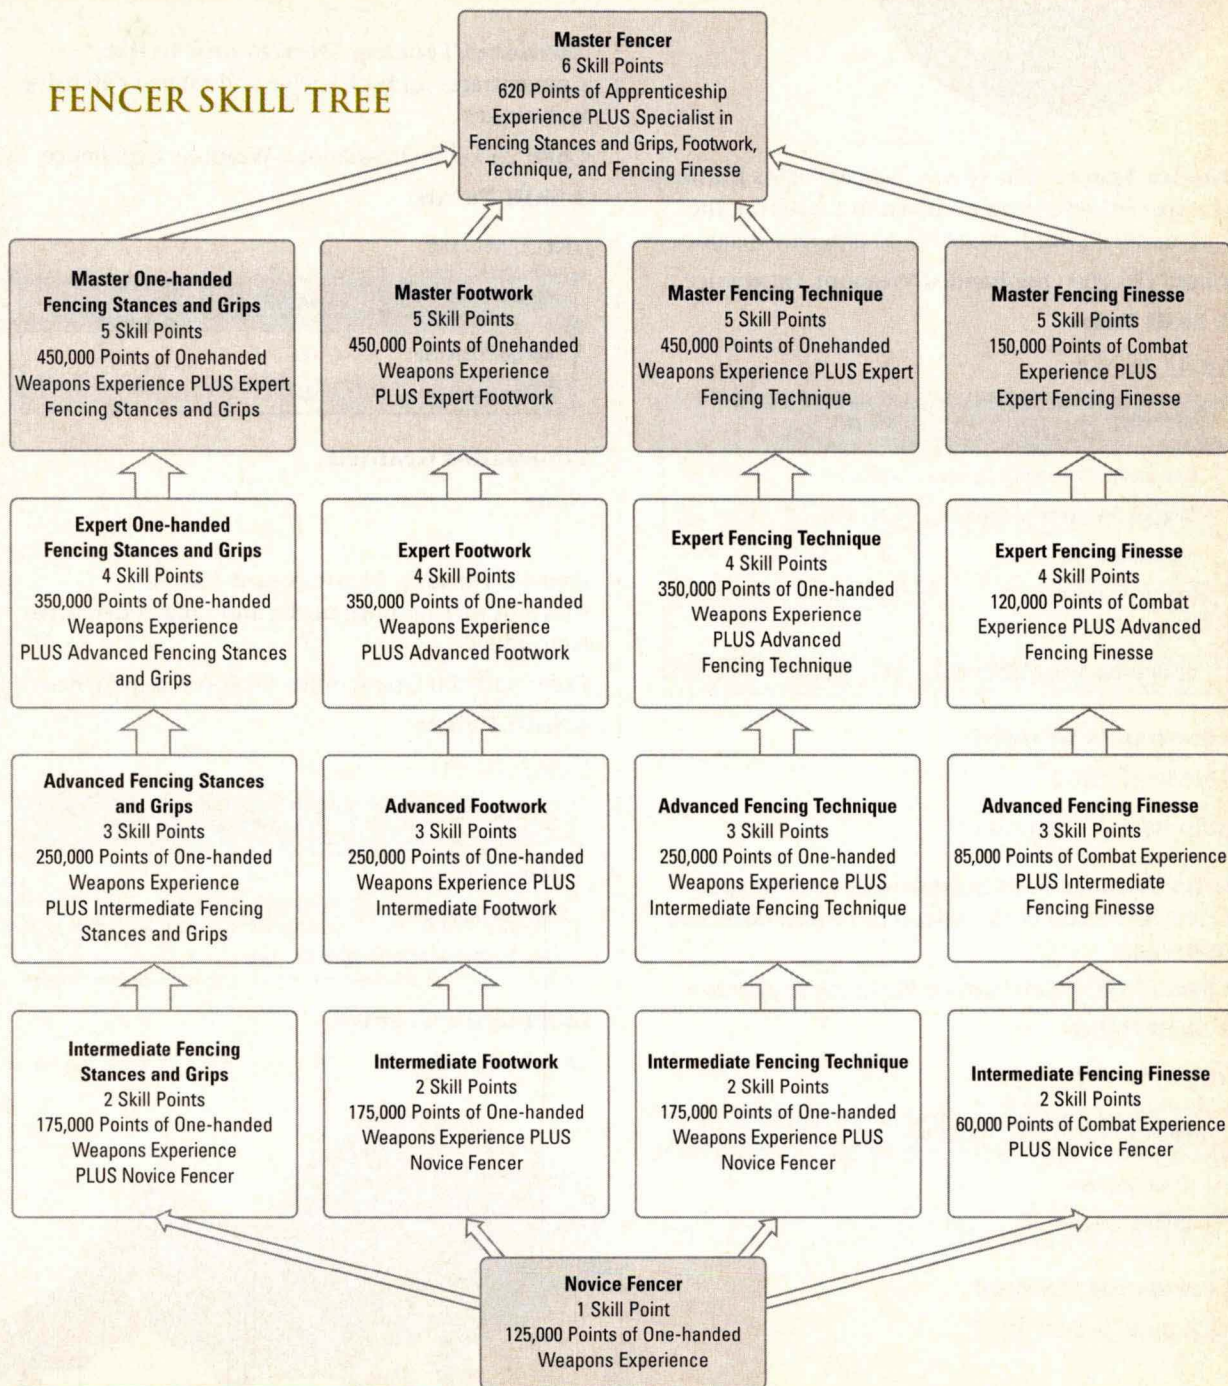 FENCER SKILL TREE
Master Fencer
6 Skill Points
620 Points of Apprenticeship
Experience PLUS Specialist in
Fencing Stances and Grips, Footwork,
Technique, and Fencing Finesse
Master One-handed
Fencing Stances and Grips
5 Skill Points
450,000 Points of Onehanded
Weapons Experience PLUS Expert
Fencing Stances and Grips
Master Footwork
5 Skill Points
450,000 Points of Onehanded
Weapons Experience
PLUS Expert Footwork
Master Fencing Technique
5 Skill Points
450,000 Points of Onehanded
Weapons Experience PLUS Expert
Fencing Technique
Master Fencing Finesse
5 Skill Points
150,000 Points of Combat
Experience PLUS
Expert Fencing Finesse
Expert One-handed
Fencing Stances and Grips
4 Skill Points
350,000 Points of One-handed
Weapons Experience
PLUS Advanced Fencing Stances
and Grips
Expert Footwork
4 Skill Points
350,000 Points of One-handed
Weapons Experience
PLUS Advanced Footwork
Expert Fencing Technique
4 Skill Points
350,000 Points of One-handed
Weapons Experience
PLUS Advanced
Fencing Technique
Expert Fencing Finesse
4 Skill Points
120,000 Points of Combat
Experience PLUS Advanced
Fencing Finesse
Advanced Fencing Stances
and Grips
3 Skill Points
250,000 Points of One-handed
Weapons Experience
PLUS Intermediate Fencing
Stances and Grips
Advanced Footwork
3 Skill Points
250,000 Points of One-handed
Weapons Experience PLUS
Intermediate Footwork
Advanced Fencing Technique
3 Skill Points
250,000 Points of One-handed
Weapons Experience PLUS
Intermediate Fencing Technique
Advanced Fencing Finesse
3 Skill Points
85,000 Points of Combat Experience
PLUS Intermediate
Fencing Finesse
Intermediate Fencing
Stances and Grips
2 Skill Points
175,000 Points of One-handed
Weapons Experience
PLUS Novice Fencer
Intermediate Footwork
2 Skill Points
175,000 Points of One-handed
Weapons Experience PLUS
Novice Fencer
Intermediate Fencing Technique
2 Skill Points
175,000 Points of One-handed
Weapons Experience PLUS
Novice Fencer
Intermediate Fencing Finesse
2 Skill Points
60,000 Points of Combat Experience
PLUS Novice Fencer
Novice Fencer
1 Skill Point
125,000 Points of One-handed
Weapons Experience